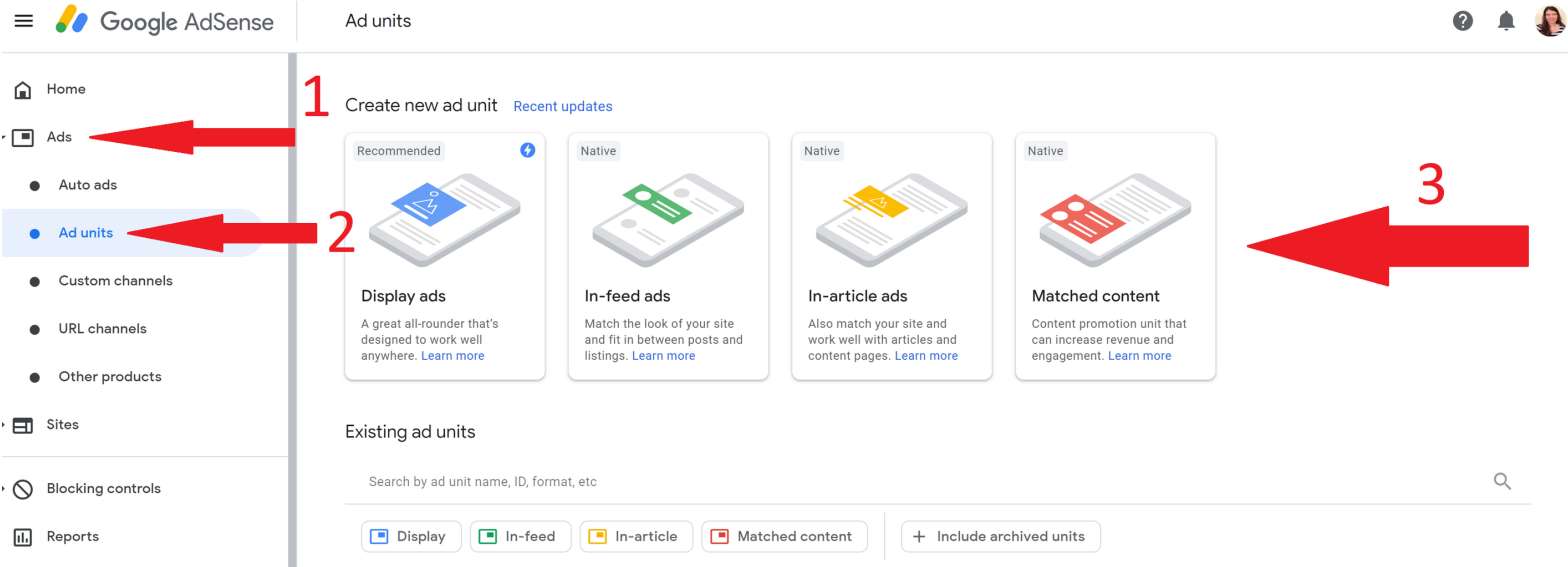 Google AdSense
Ad units
Home
Ads
Auto ads
Ad units
Custom channels
URL channels
Other products
Sites
Blocking controls
Reports
1
2
3
Create new ad unit Recent updates
Recommended
Display ads
A great all-rounder that's
designed to work well
anywhere. Learn more
Native
In-feed ads
Match the look of your site
and fit in between posts and
listings. Learn more
Native
In-article ads
Also match your site and
work well with articles and
content pages. Learn more
Native
Matched content
Content promotion unit that
can increase revenue and
engagement. Learn more
Existing ad units
Search by ad unit name, ID, format, etc
Display In-feed In-article Matched content + Include archived units